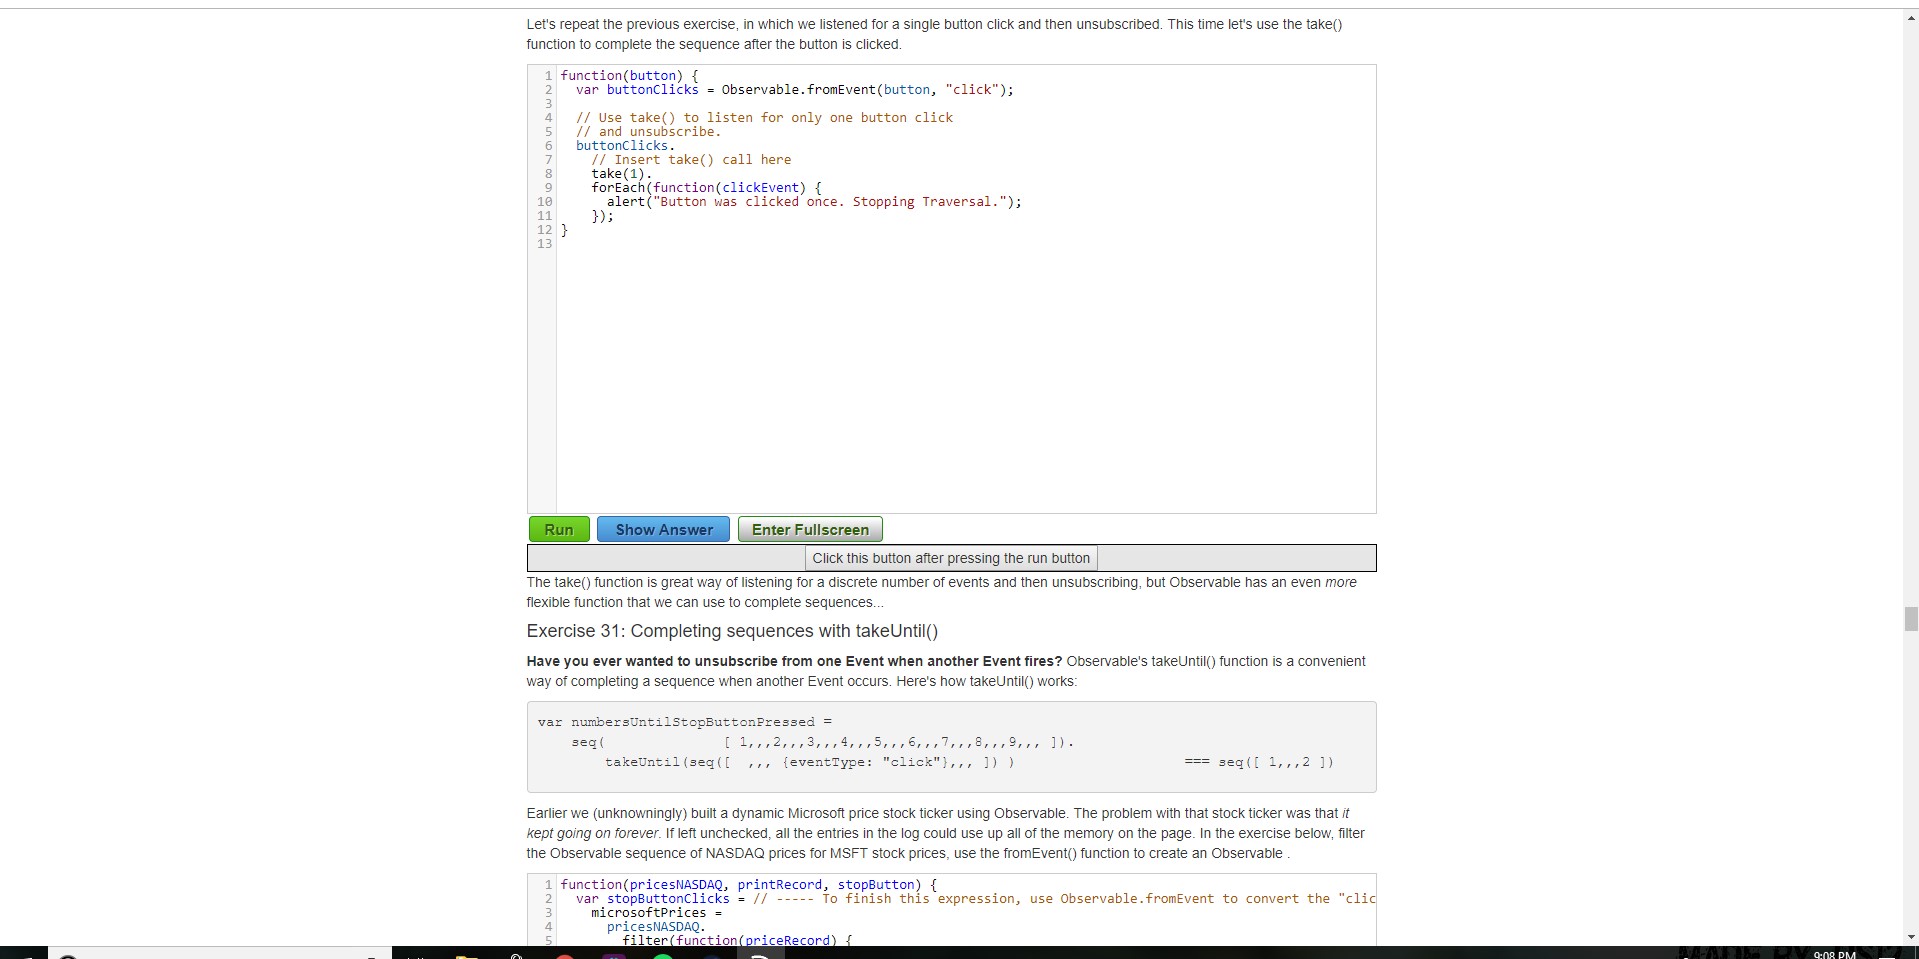 Let's repeat the previous exercise, in which we listened for a single button click and then unsubscribed. This time let's use the take()
function to complete the sequence after the button is clicked.
1 function(button) {
2 var buttonClicks = Observable.fromEvent(button, "click");
3
4 // Use take() to listen for only one button click
5 // and unsubscribe.
6 buttonClicks.
7 // Insert take() call here
8 take(1).
9 forEach(function(clickEvent) {
10 alert("Button was clicked once. Stopping Traversal.");
11 });
12 }
13
Run Show Answer Enter Fullscreen
Click this button after pressing the run button
The take() function is great way of listening for a discrete number of events and then unsubscribing, but Observable has an even more
flexible function that we can use to complete sequences...
Exercise 31: Completing sequences with takeUntil()
Have you ever wanted to unsubscribe from one Event when another Event fires? Observable's takeUntil() function is a convenient
way of completing a sequence when another Event occurs. Here's how takeUntil() works:
var numbersUntilStopButtonPressed =
seq( [ 1,,,2,,,3,,,4,,,5,,,6,,,7,,,8,,,9,,, ]).
takeUntil(seq([ ,,, {eventType: "click"},,, ]) ) === seq([ 1,,,2 ])
Earlier we (unknowningly) built a dynamic Microsoft price stock ticker using Observable. The problem with that stock ticker was that it
kept going on forever. If left unchecked, all the entries in the log could use up all of the memory on the page. In the exercise below, filter
the Observable sequence of NASDAQ prices for MSFT stock prices, use the fromEvent() function to create an Observable .
1 function(pricesNASDAQ, printRecord, stopButton) {
2 var stopButtonClicks = // ----- To finish this expression, use Observable.fromEvent to convert the "clic
3 microsoftPrices =
4 pricesNASDAQ.
5 filter(function(priceRecord) {
9:08 PM